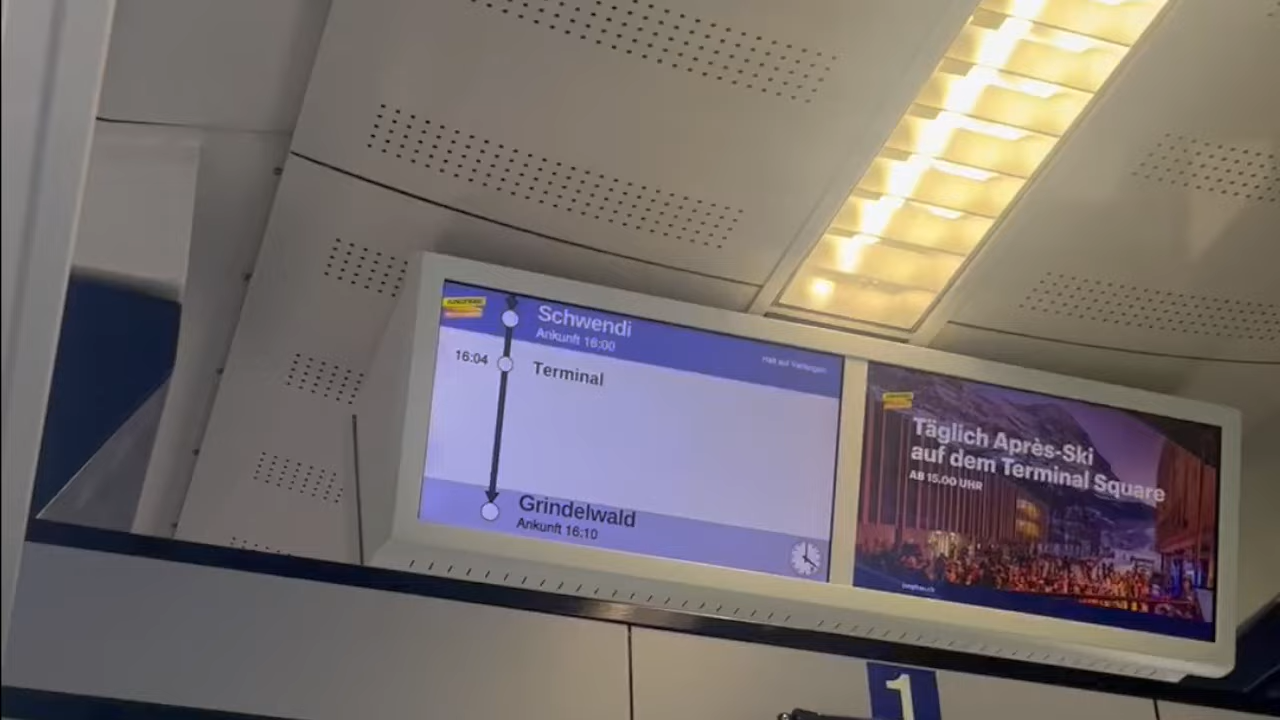 Schwendi
Ankunft 16:00
Halt auf Verlangen
16:04
Terminal
Grindelwald
Ankunft 16:10
Täglich Après-Ski
auf dem Terminal Square
AB 15.00 UHR
1